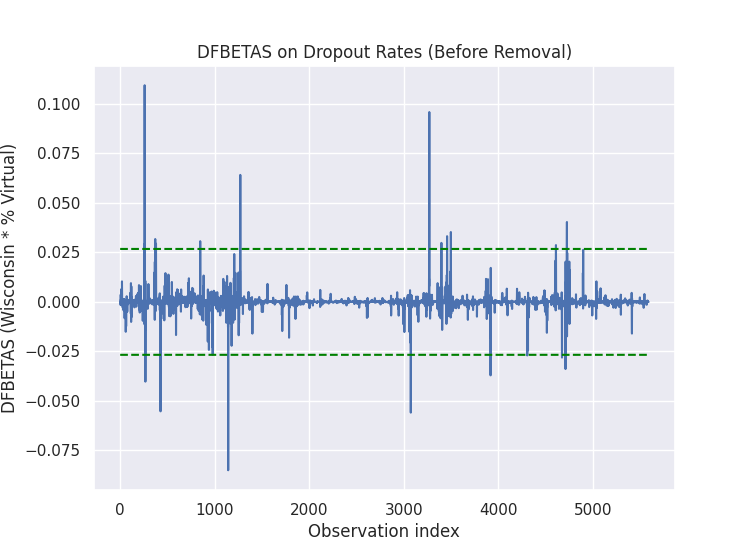 DFBETAS on Dropout Rates (Before Removal)
DFBETAS (Wisconsin * % Virtual)
0.100
0.075
0.050
0.025
0.000
−0.025
−0.050
−0.075
0 1000 2000 3000 4000 5000
Observation index